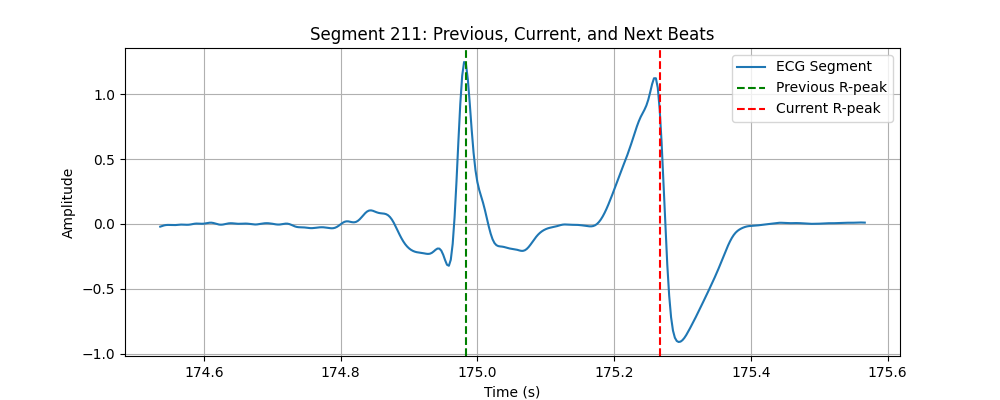 Segment 211: Previous, Current, and Next Beats
ECG Segment
Previous R-peak
Current R-peak
1.0
0.5
0.0
−0.5
−1.0
Amplitude
174.6 174.8 175.0 175.2 175.4 175.6
Time (s)